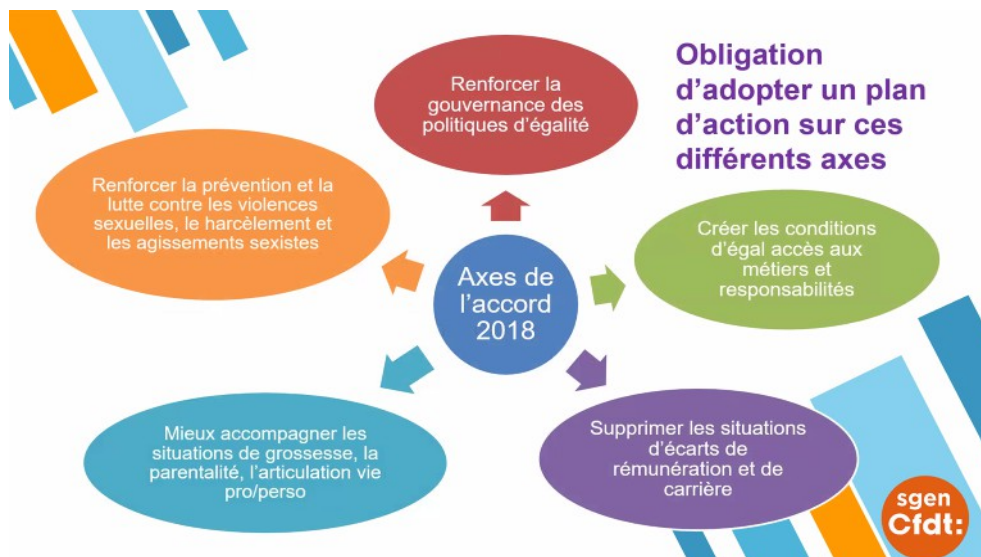 Obligation
d'adopter un plan
d'action sur ces
différents axes
Renforcer la
gouvernance des
politiques d'égalité
Renforcer la prévention et la
lutte contre les violences
sexuelles, le harcèlement et
les agissements sexistes
Créer les conditions
d'égal accès aux
métiers et
responsabilités
Axes de
l'accord
2018
Mieux accompagner les
situations de grossesse, la
parentalité, l'articulation vie
pro/perso
Supprimer les situations
d'écarts de
rémunération et de
carrière
sgen
Cfdt: